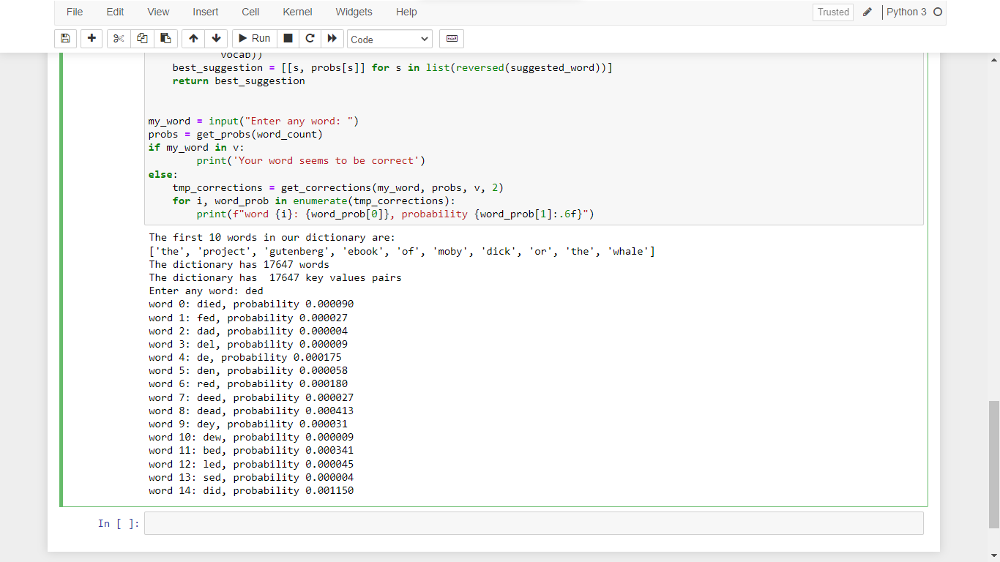 File Edit View Insert Cell Kernel Widgets Help Trusted Python 3
Run Code
vocab))
best_suggestion = [[s, probs[s]] for s in list(reversed(suggested_word))]
return best_suggestion
my_word = input("Enter any word: ")
probs = get_probs(word_count)
if my_word in v:
print('Your word seems to be correct')
else:
tmp_corrections = get_corrections(my_word, probs, v, 2)
for i, word_prob in enumerate(tmp_corrections):
print(f"word {i}: {word_prob[0]}, probability {word_prob[1]:.6f}")
The first 10 words in our dictionary are:
['the', 'project', 'gutenberg', 'ebook', 'of', 'moby', 'dick', 'or', 'the', 'whale']
The dictionary has 17647 words
The dictionary has  17647 key values pairs
Enter any word: ded
word 0: died, probability 0.000090
word 1: fed, probability 0.000027
word 2: dad, probability 0.000004
word 3: del, probability 0.000009
word 4: de, probability 0.000175
word 5: den, probability 0.000058
word 6: red, probability 0.000180
word 7: deed, probability 0.000027
word 8: dead, probability 0.000413
word 9: dey, probability 0.000031
word 10: dew, probability 0.000009
word 11: bed, probability 0.000341
word 12: led, probability 0.000045
word 13: sed, probability 0.000004
word 14: did, probability 0.001150
In [ ]: